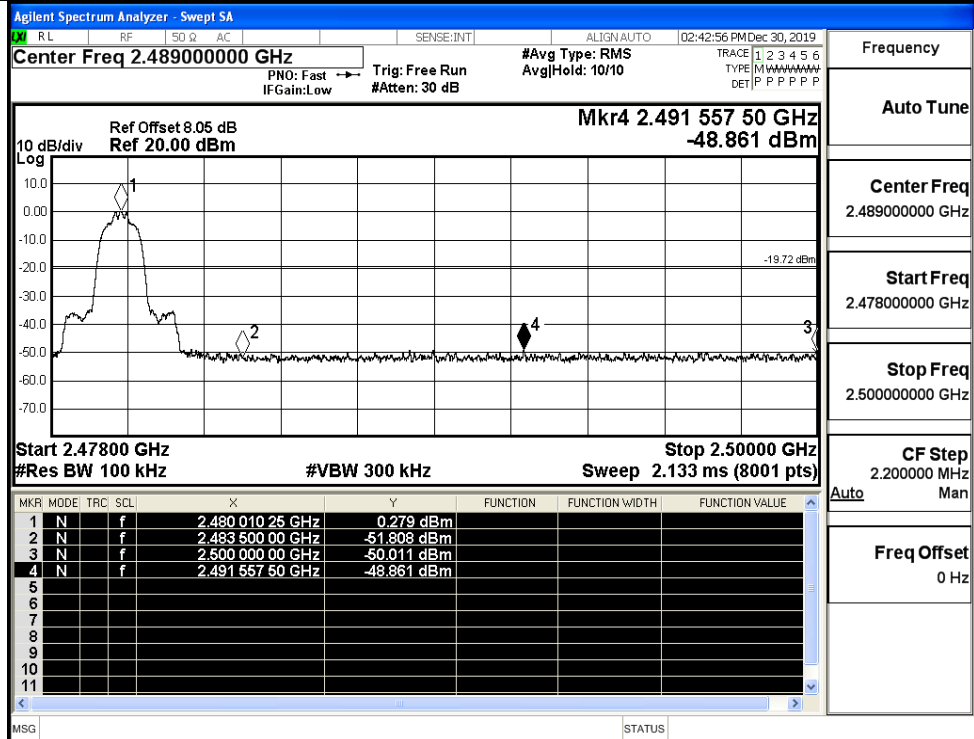 Agilent Spectrum Analyzer - Swept SA
LXI RL RF 50 Ω AC SENSE:INT ALIGN AUTO 02:42:56 PM Dec 30, 2019
Center Freq 2.489000000 GHz
PNO: Fast
IFGain:Low
Trig: Free Run
#Atten: 30 dB
#Avg Type: RMS
Avg|Hold: 10/10
TRACE 1 2 3 4 5 6
TYPE M WWWWW
DET P P P P P P
Mkr4 2.491 557 50 GHz
-48.861 dBm
Ref Offset 8.05 dB
10 dB/div Ref 20.00 dBm
Log
10.0
0.00
-10.0
-20.0
-30.0
-40.0
-50.0
-60.0
-70.0
1
2
4
3
-19.72 dBm
Start 2.47800 GHz Stop 2.50000 GHz
#Res BW 100 kHz #VBW 300 kHz Sweep 2.133 ms (8001 pts)
MKR MODE TRC SCL X Y FUNCTION FUNCTION WIDTH FUNCTION VALUE
1 N f 2.480 010 25 GHz 0.279 dBm
2 N f 2.483 500 00 GHz -51.808 dBm
3 N f 2.500 000 00 GHz -50.011 dBm
4 N f 2.491 557 50 GHz -48.861 dBm
5
6
7
8
9
10
11
MSG STATUS
Frequency
Auto Tune
Center Freq
2.489000000 GHz
Start Freq
2.478000000 GHz
Stop Freq
2.500000000 GHz
CF Step
2.200000 MHz
Auto Man
Freq Offset
0 Hz